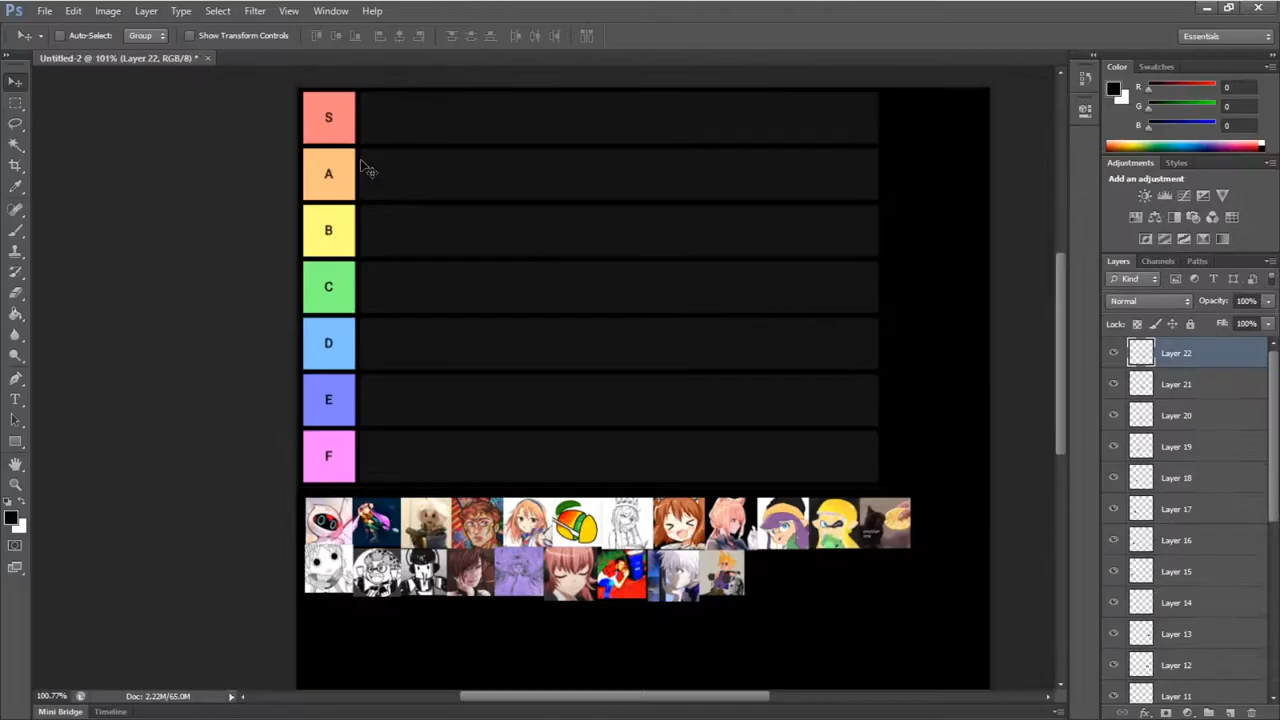 Ps File Edit Image Layer Type Select Filter View Window Help
Auto-Select: Group Show Transform Controls Essentials
Untitled-2 @ 101% (Layer 22, RGB/8) * ×
Color Swatches
R 0
G 0
B 0
Adjustments Styles
Add an adjustment
Layers Channels Paths
Kind
Normal Opacity: 100%
Lock: Fill: 100%
Layer 22
Layer 21
Layer 20
Layer 19
Layer 18
Layer 17
Layer 16
Layer 15
Layer 14
Layer 13
Layer 12
Layer 11
S
A
B
C
D
E
F
100.77% Doc: 2.22M/65.0M
Mini Bridge Timeline